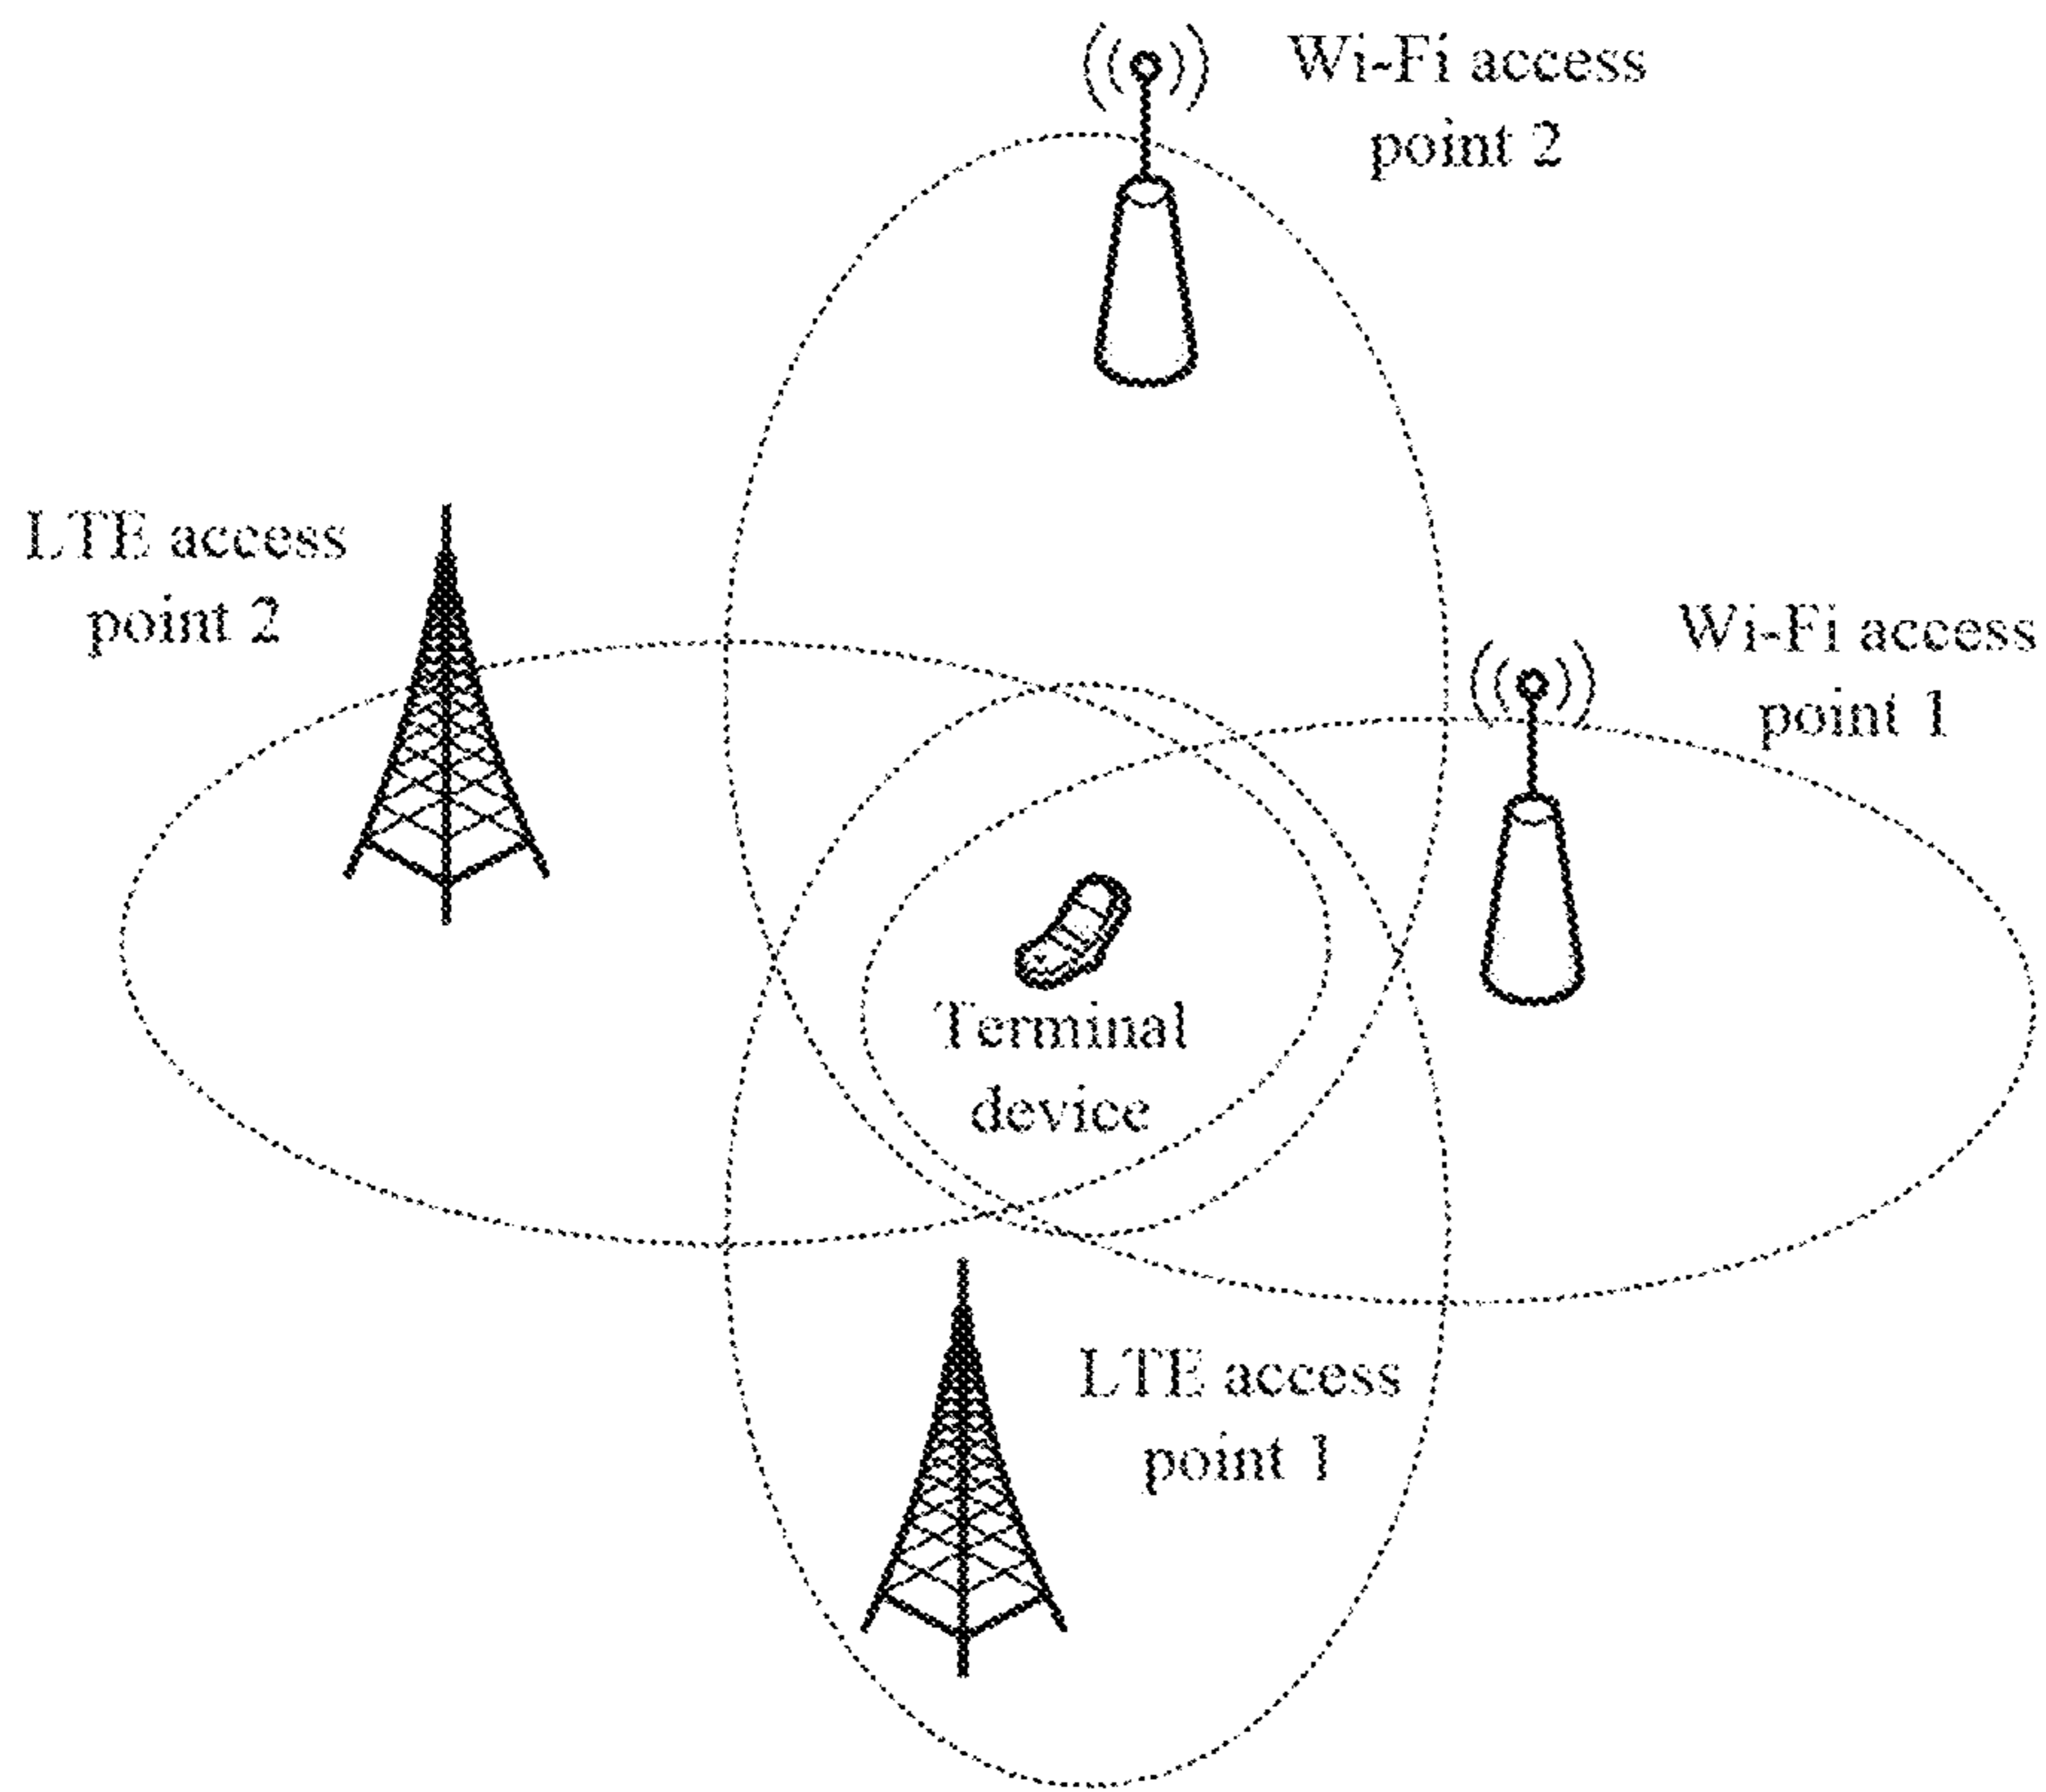 Wi-Fi access
point 2
LTE access
point 2
Wi-Fi access
point 1
Terminal
device
LTE access
point 1